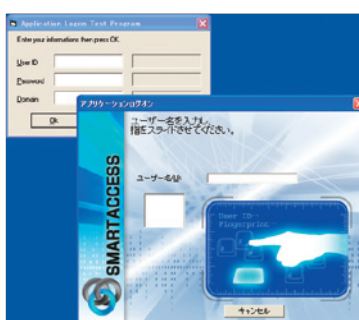 Application Logon Test Program
Enter your informations then press OK.
User ID
Password
Domain
Ok
アプリケーションログオン
ユーザー名を入力し、
指をスライドさせてください。
ユーザー名(U):
SMARTACCESS
User ID
Fingerprint
キャンセル